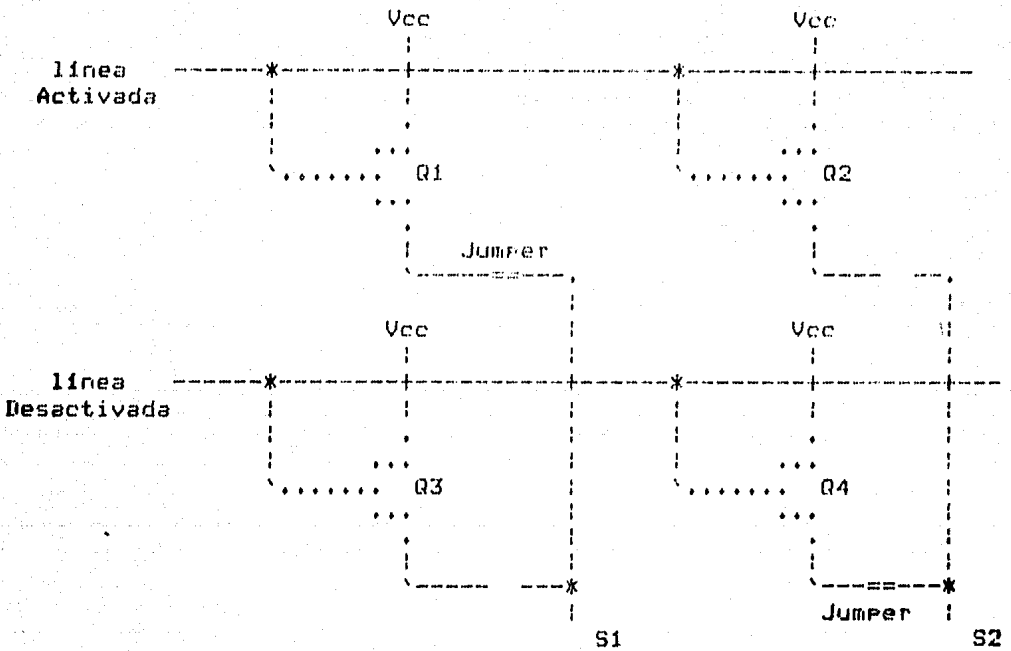 Vcc Vcc
línea
Activada
Q1 Q2
Jumper
Vcc Vcc
línea
Desactivada
Q3 Q4
Jumper
S1 S2